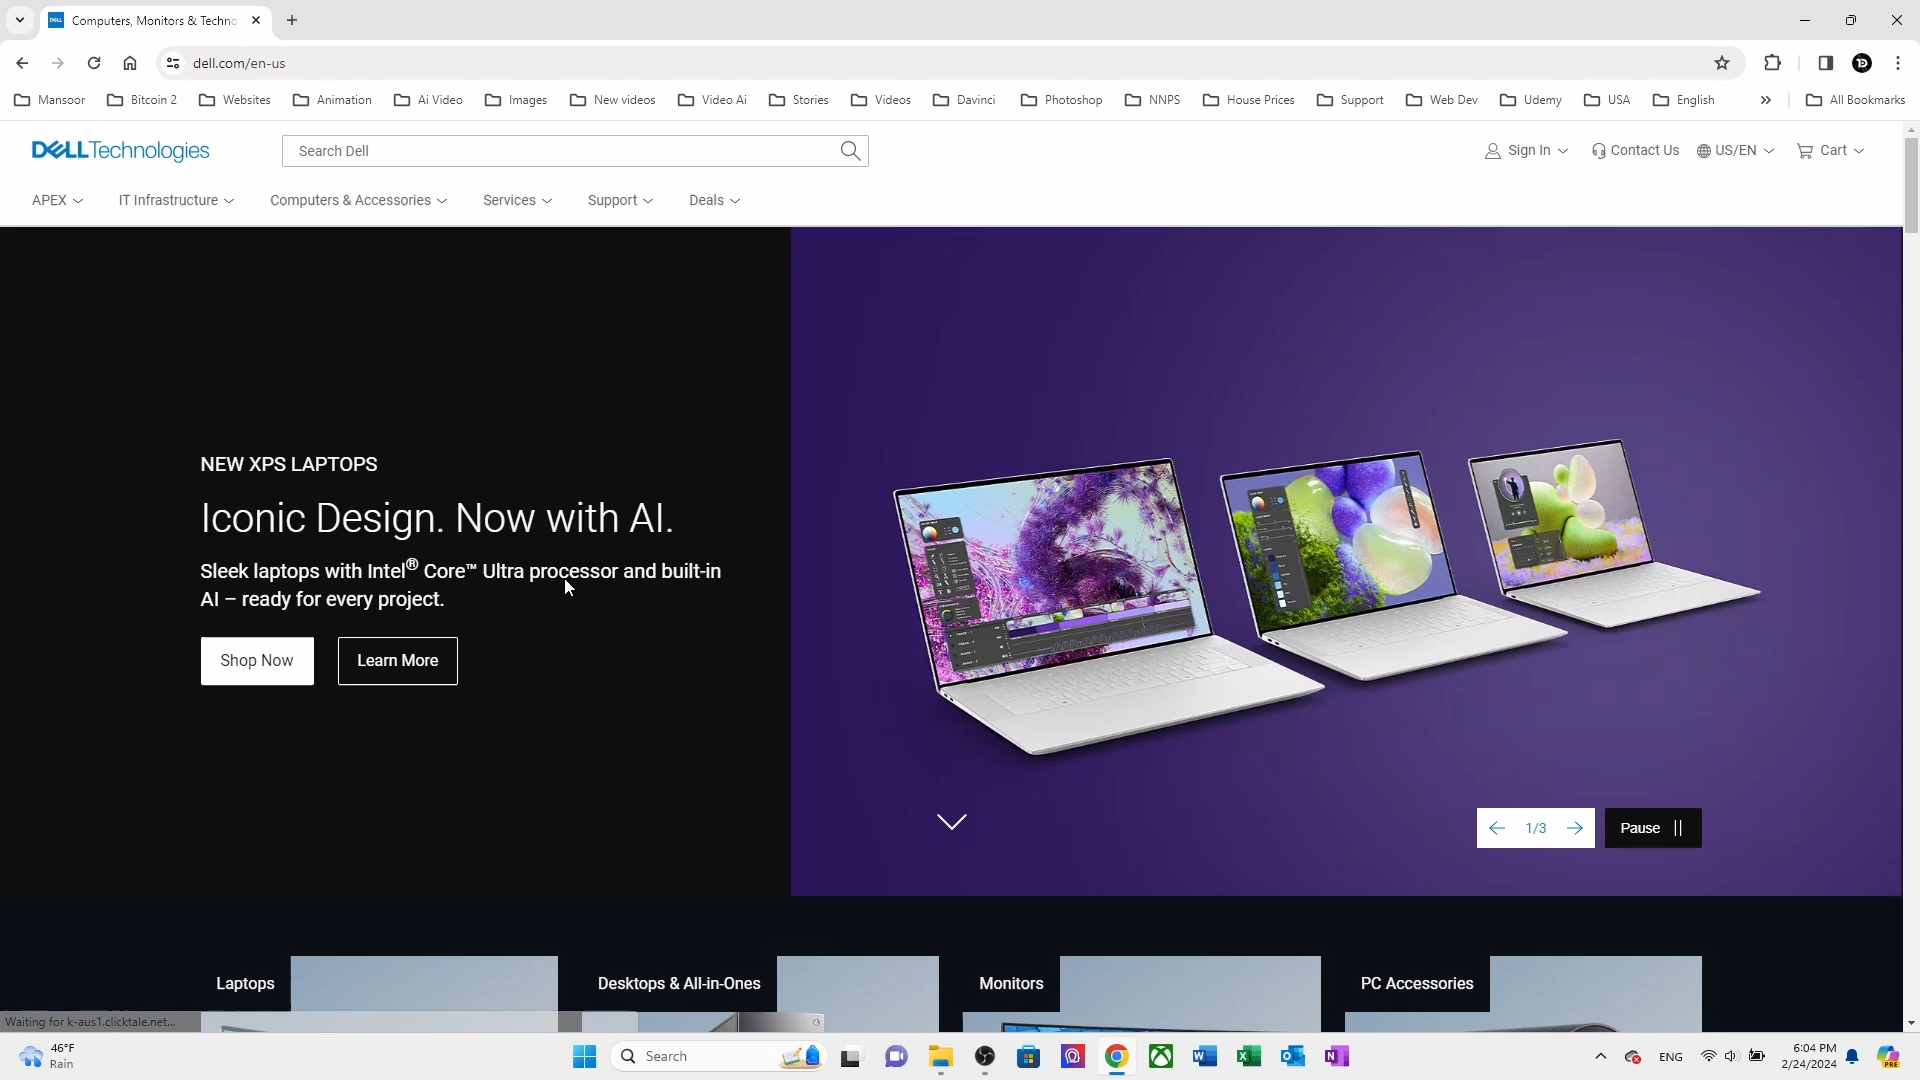 Computers, Monitors & Techno
dell.com/en-us
Mansoor
Bitcoin 2
Websites
Animation
Ai Video
Images
New videos
Video Ai
Stories
Videos
Davinci
Photoshop
NNPS
House Prices
Support
Web Dev
Udemy
USA
English
All Bookmarks
DELLTechnologies
Search Dell
Sign In
Contact Us
US/EN
Cart
APEX
IT Infrastructure
Computers & Accessories
Services
Support
Deals
NEW XPS LAPTOPS
Iconic Design. Now with AI.
Sleek laptops with Intel® Core™ Ultra processor and built-in
AI – ready for every project.
Shop Now
Learn More
1/3
Pause
Laptops
Desktops & All-in-Ones
Monitors
PC Accessories
Waiting for k-aus1.clicktale.net...
46°F
Rain
Search
ENG
6:04 PM
2/24/2024